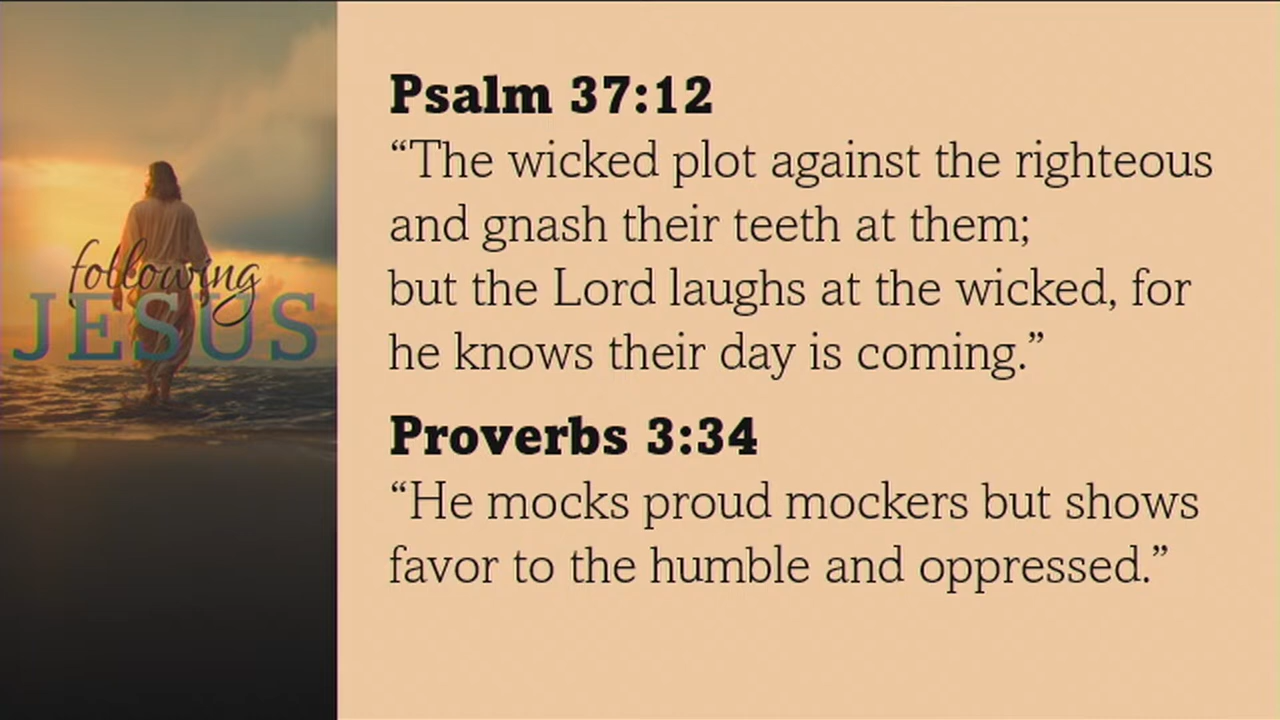 following
JESUS
Psalm 37:12
“The wicked plot against the righteous
and gnash their teeth at them;
but the Lord laughs at the wicked, for
he knows their day is coming.”
Proverbs 3:34
“He mocks proud mockers but shows
favor to the humble and oppressed.”